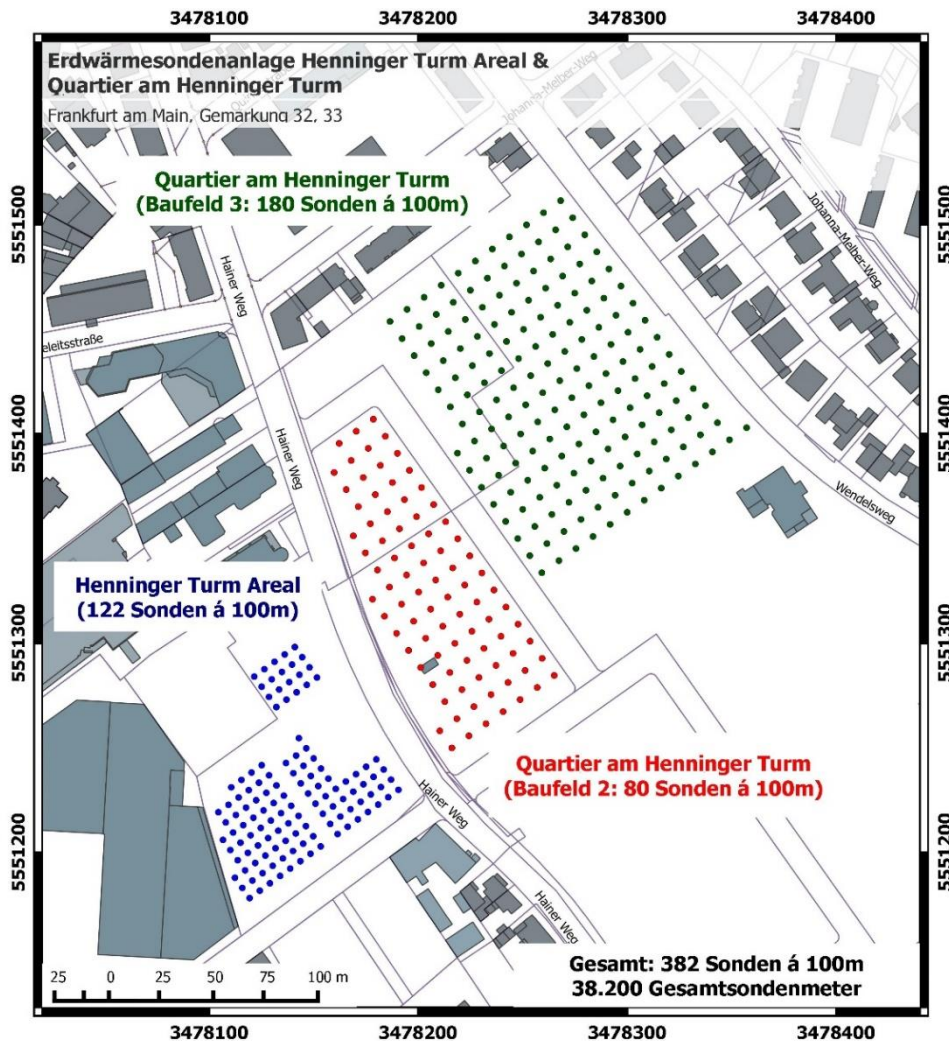 3478100 3478200 3478300 3478400
Erdwärmesondenanlage Henninger Turm Areal &
Quartier am Henninger Turm
Frankfurt am Main, Gemarkung 32, 33
Johanna-Melber-Weg
Quartier am Henninger Turm
(Baufeld 3: 180 Sonden á 100m)
Johanna-Melber-Weg
5551500 5551500
Hainer Weg
eleitsstraße
5551400 5551400
Hainer Weg
Wendelsweg
Henninger Turm Areal
(122 Sonden á 100m)
5551300 5551300
Quartier am Henninger Turm
(Baufeld 2: 80 Sonden á 100m)
Hainer Weg
5551200 5551200
Hainer Weg
Gesamt: 382 Sonden á 100m
38.200 Gesamtsondenmeter
25 0 25 50 75 100 m
3478100 3478200 3478300 3478400